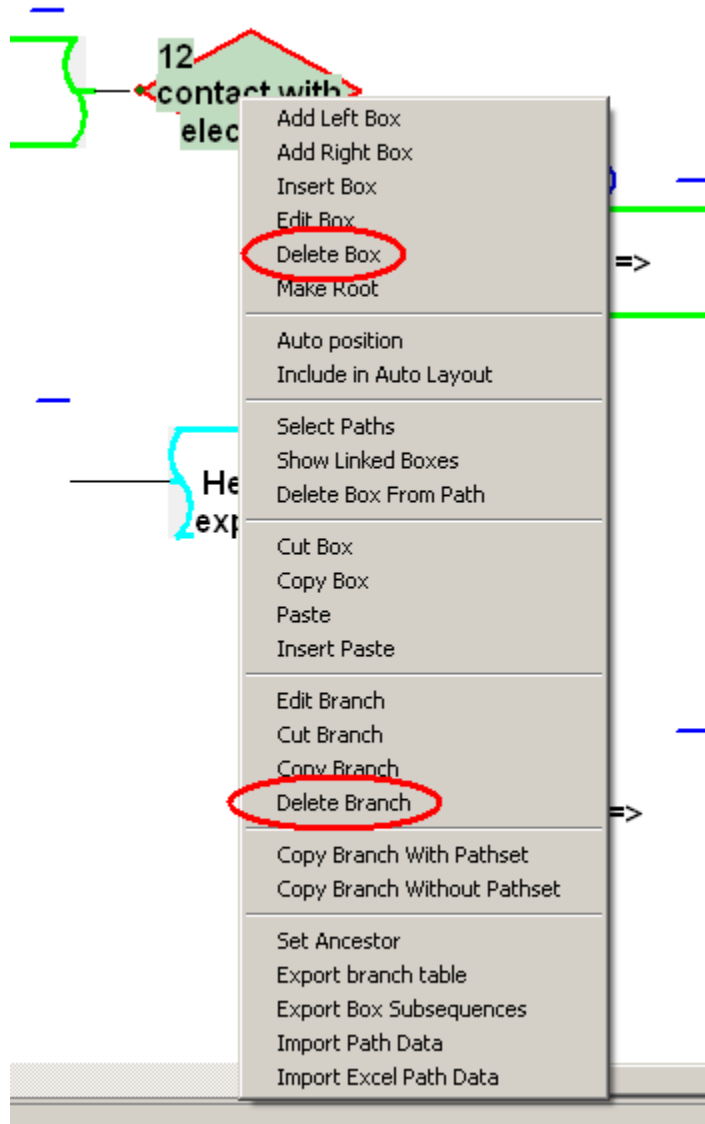 12
contact with
elec
Add Left Box
Add Right Box
Insert Box
Edit Box
Delete Box
=>
Make Root
Auto position
Include in Auto Layout
Select Paths
Show Linked Boxes
He
Delete Box From Path
exp
Cut Box
Copy Box
Paste
Insert Paste
Edit Branch
Cut Branch
Copy Branch
Delete Branch
=>
Copy Branch With Pathset
Copy Branch Without Pathset
Set Ancestor
Export branch table
Export Box Subsequences
Import Path Data
Import Excel Path Data